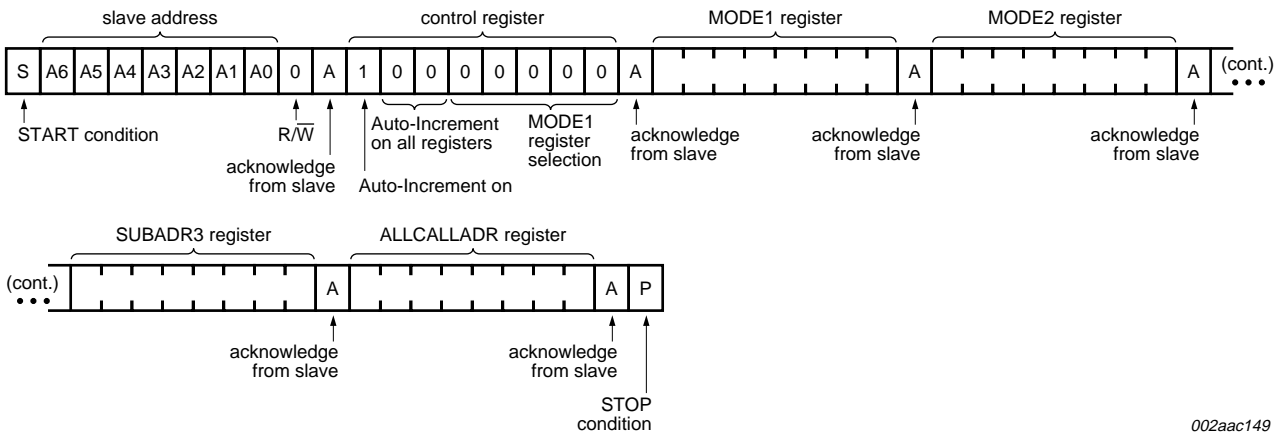 slave address control register MODE1 register MODE2 register
S A6 A5 A4 A3 A2 A1 A0 0 A 1 0 0 0 0 0 0 0 A A A (cont.)
START condition R/W̅ Auto-Increment MODE1 acknowledge acknowledge acknowledge
on all registers register from slave from slave from slave
acknowledge selection
from slave Auto-Increment on
SUBADR3 register ALLCALLADR register
(cont.) A A P
acknowledge acknowledge
from slave from slave
STOP
condition
002aac149